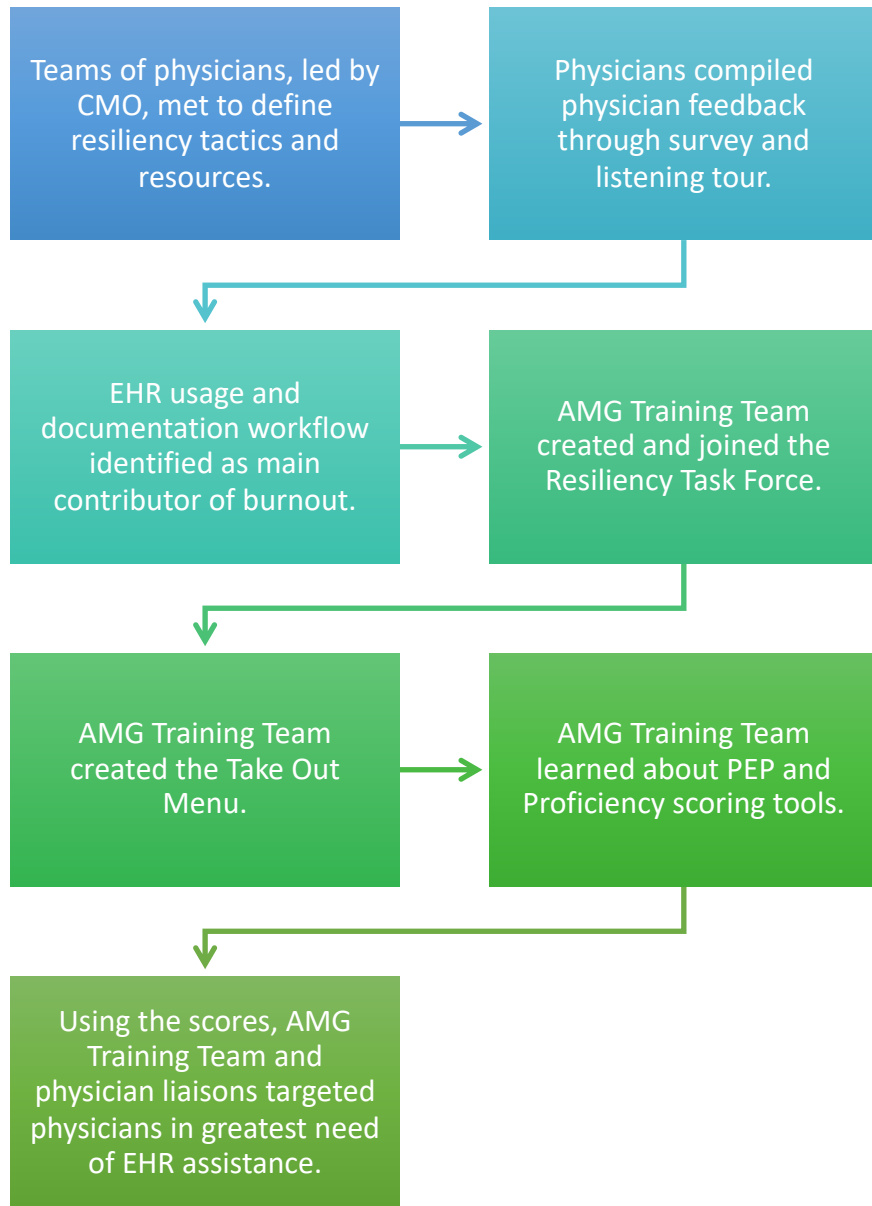 Teams of physicians, led by
CMO, met to define
resiliency tactics and
resources.
Physicians compiled
physician feedback
through survey and
listening tour.
EHR usage and
documentation workflow
identified as main
contributor of burnout.
AMG Training Team
created and joined the
Resiliency Task Force.
AMG Training Team
created the Take Out
Menu.
AMG Training Team
learned about PEP and
Proficiency scoring tools.
Using the scores, AMG
Training Team and
physician liaisons targeted
physicians in greatest need
of EHR assistance.